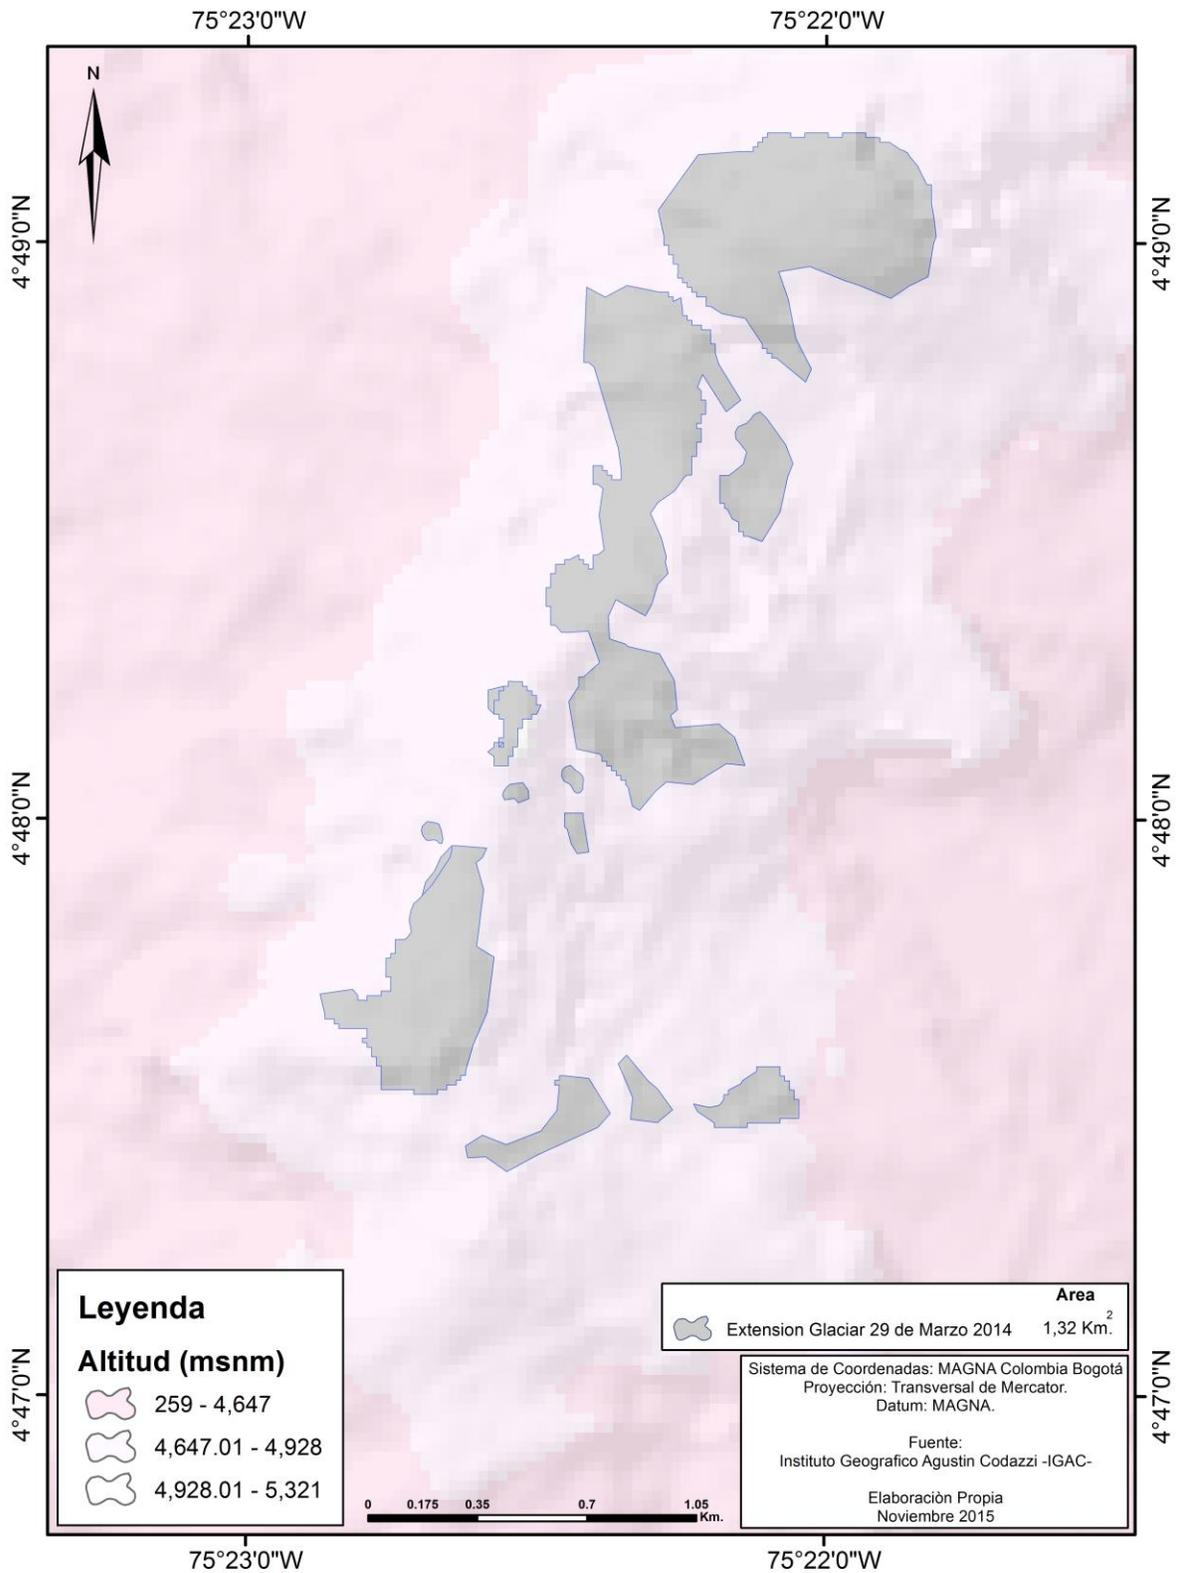 75°23'0"W 75°22'0"W
N
4°49'0"N 4°49'0"N
4°48'0"N 4°48'0"N
4°47'0"N 4°47'0"N
Leyenda
Altitud (msnm)
259 - 4,647
4,647.01 - 4,928
4,928.01 - 5,321
0 0.175 0.35 0.7 1.05
Km.
Area
Extension Glaciar 29 de Marzo 2014 1,32 Km.²
Sistema de Coordenadas: MAGNA Colombia Bogotá
Proyección: Transversal de Mercator.
Datum: MAGNA.
Fuente:
Instituto Geografico Agustin Codazzi -IGAC-
Elaboraciòn Propia
Noviembre 2015
75°23'0"W 75°22'0"W